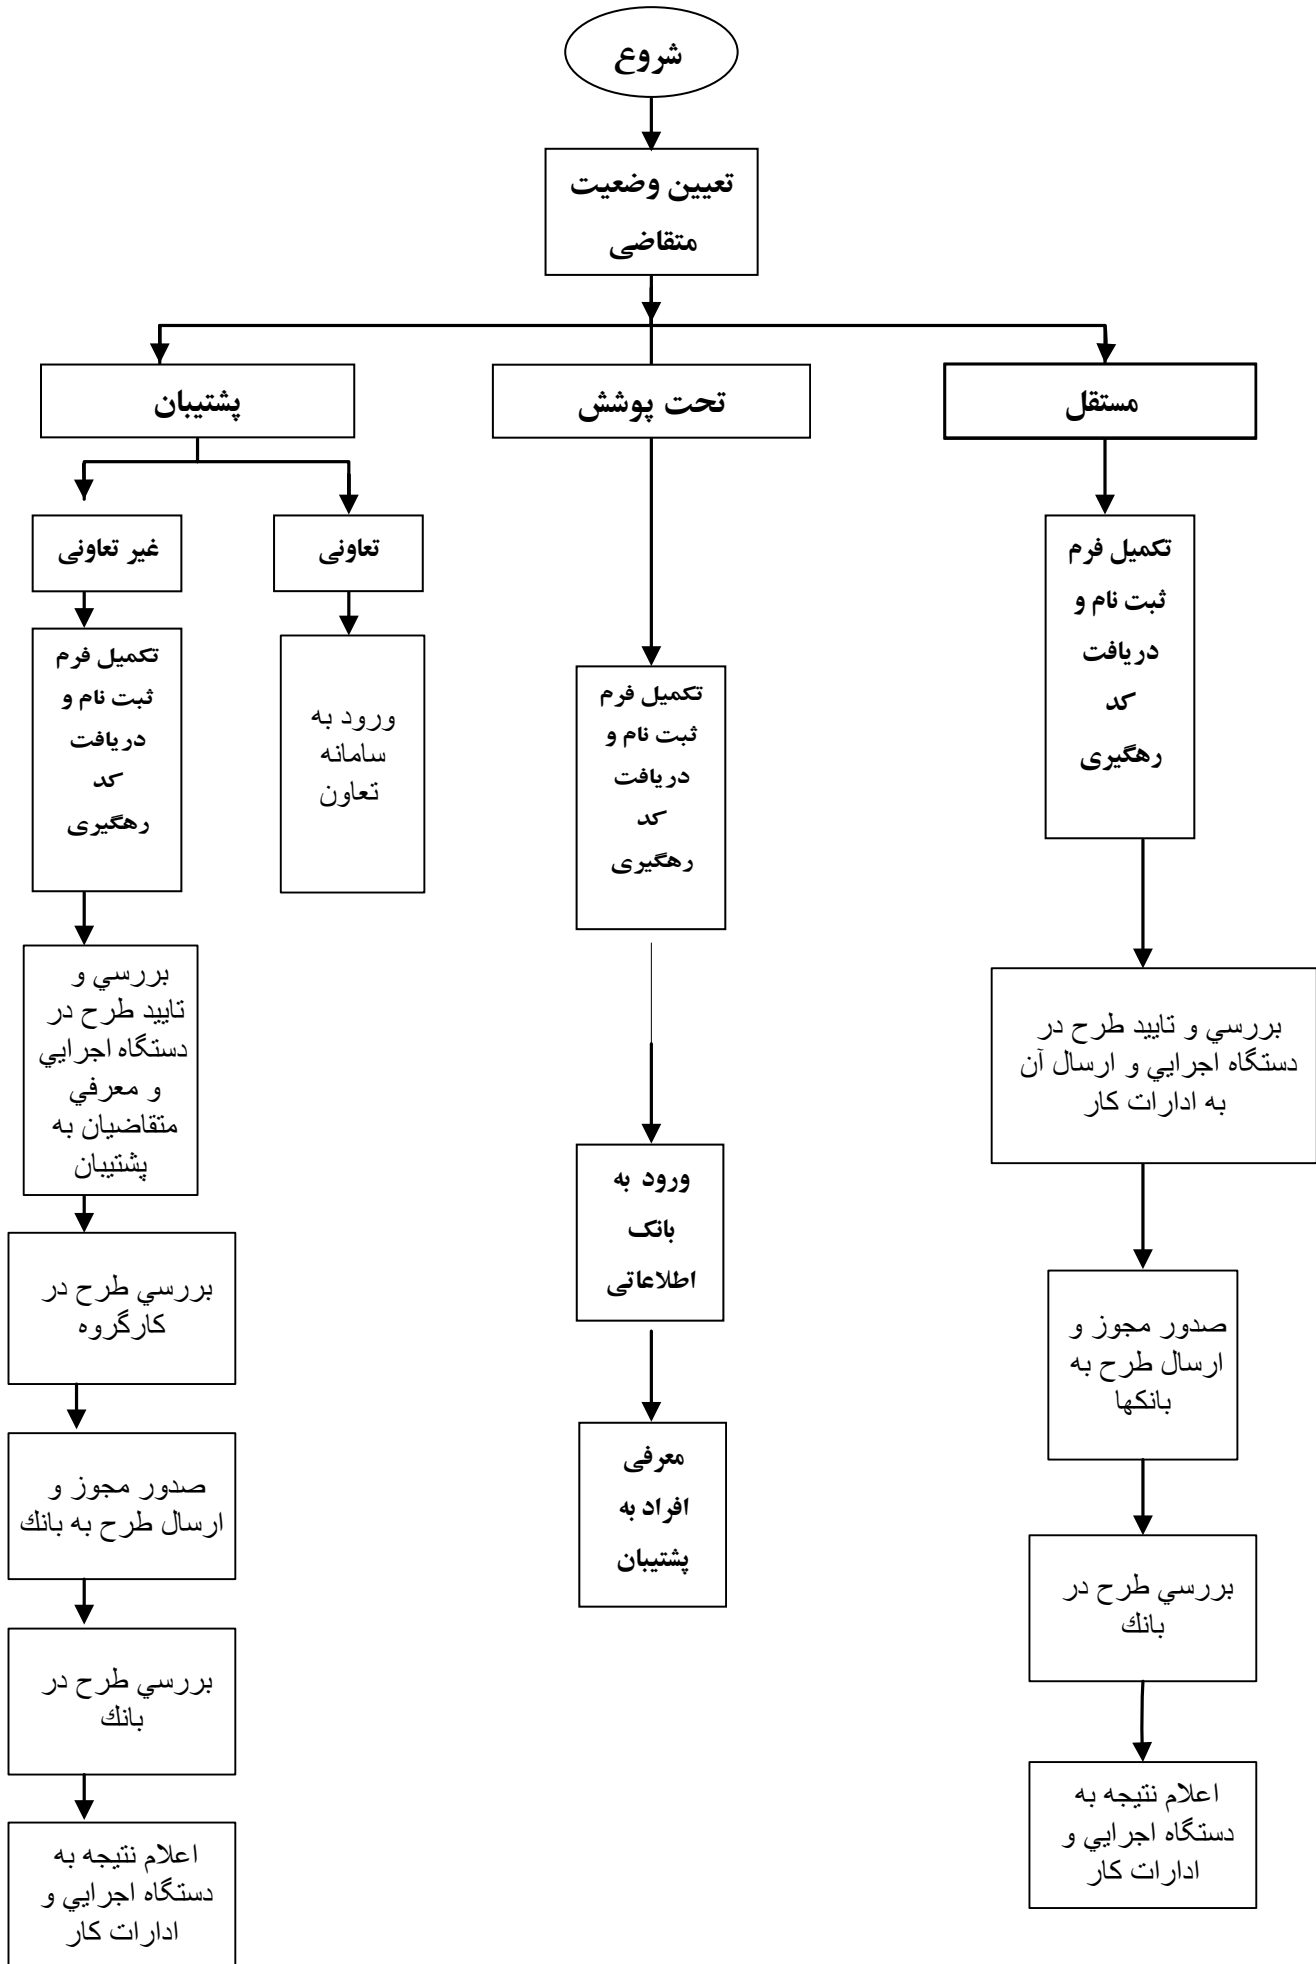 شروع
تعیین وضعیت
متقاضی
مستقل
تحت پوشش
پشتیبان
تکمیل فرم
ثبت نام و
دریافت
کد
رهگیری
بررسي و تاييد طرح در
دستگاه اجرايي و ارسال آن
به ادارات كار
صدور مجوز و
ارسال طرح به
بانكها
بررسي طرح در
بانك
اعلام نتيجه به
دستگاه اجرايي و
ادارات كار
تکمیل فرم
ثبت نام و
دریافت
کد
رهگیری
ورود به
بانک
اطلاعاتی
معرفی
افراد به
پشتیبان
تعاونی
ورود به
سامانه
تعاون
غیر تعاونی
تکمیل فرم
ثبت نام و
دریافت
کد
رهگیری
بررسي و
تاييد طرح در
دستگاه اجرايي
و معرفي
متقاضيان به
پشتيبان
بررسي طرح در
كارگروه
صدور مجوز و
ارسال طرح به بانك
بررسي طرح در
بانك
اعلام نتيجه به
دستگاه اجرايي و
ادارات كار